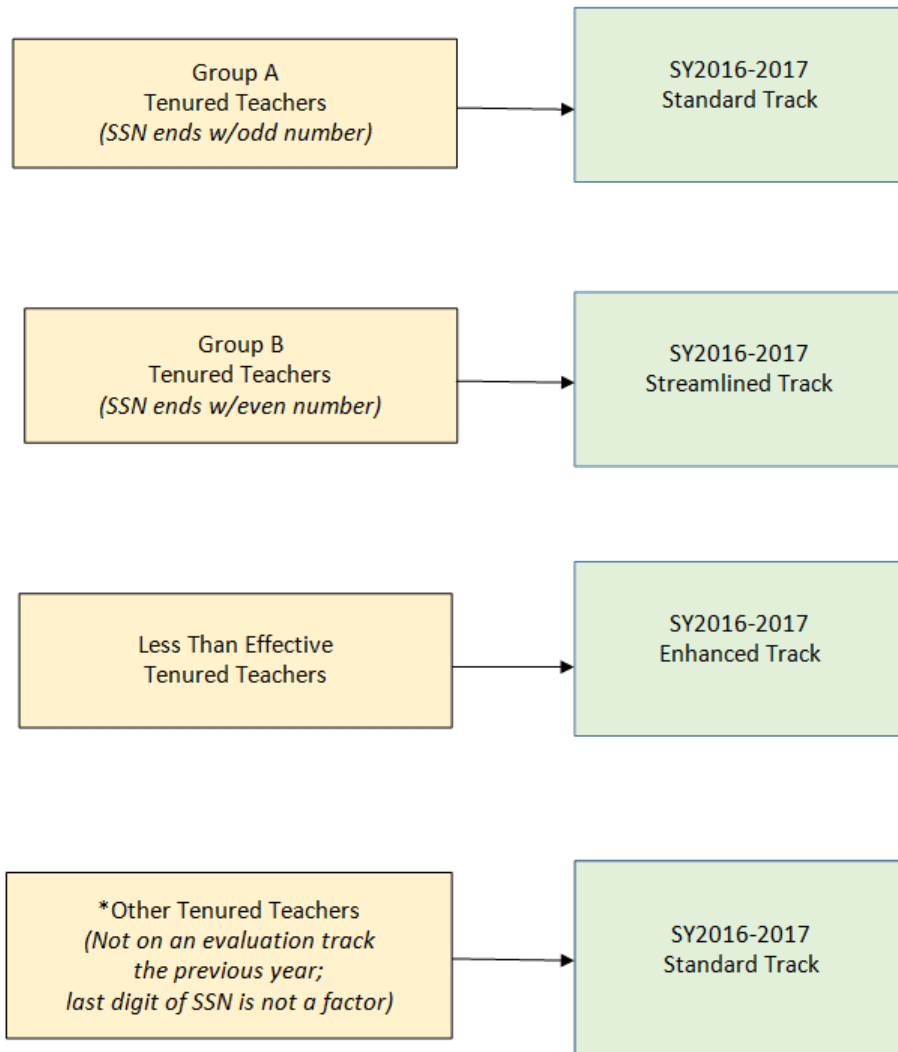 Group A
Tenured Teachers
(SSN ends w/odd number)
SY2016-2017
Standard Track
Group B
Tenured Teachers
(SSN ends w/even number)
SY2016-2017
Streamlined Track
Less Than Effective
Tenured Teachers
SY2016-2017
Enhanced Track
*Other Tenured Teachers
(Not on an evaluation track
the previous year;
last digit of SSN is not a factor)
SY2016-2017
Standard Track